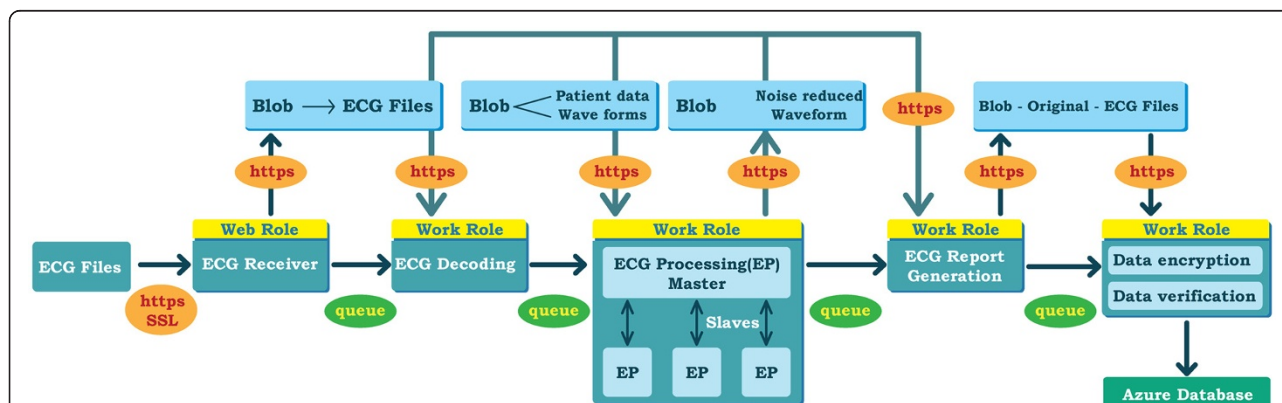 Blob → ECG Files
Blob
Patient data
Wave forms
Blob
Noise reduced
Waveform
https
Blob - Original - ECG Files
https
https
https
https
https
https
Web Role
Work Role
Work Role
Work Role
Work Role
ECG Files
ECG Receiver
ECG Decoding
ECG Processing(EP)
Master
ECG Report
Generation
Data encryption
Data verification
https
SSL
queue
queue
Slaves
queue
queue
EP
EP
EP
Azure Database